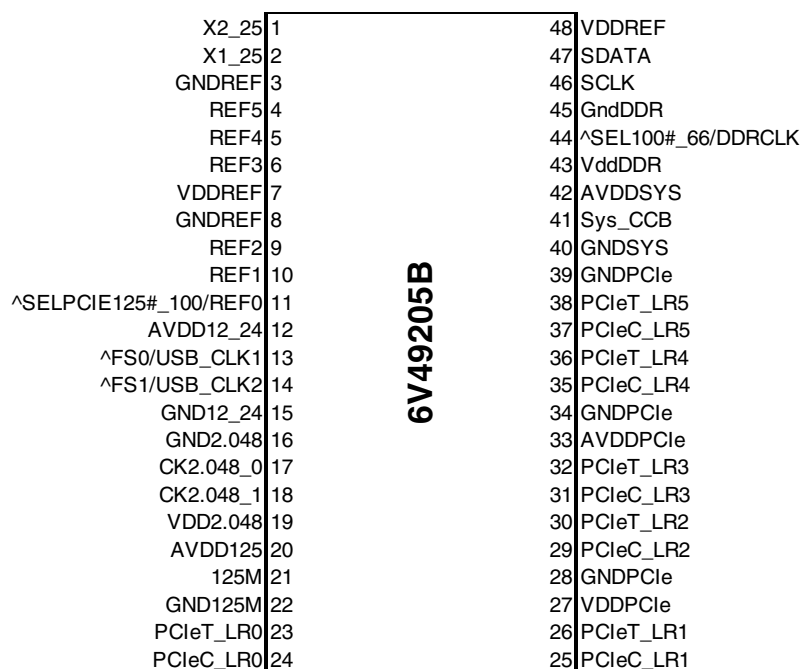 X2_25 1 48 VDDREF
X1_25 2 47 SDATA
GNDREF 3 46 SCLK
REF5 4 45 GndDDR
REF4 5 44 ^SEL100#_66/DDRCLK
REF3 6 43 VddDDR
VDDREF 7 42 AVDDSYS
GNDREF 8 41 Sys_CCB
REF2 9 40 GNDSYS
REF1 10 39 GNDPCIe
^SELPCIE125#_100/REF0 11 38 PCIeT_LR5
AVDD12_24 12 37 PCIeC_LR5
^FS0/USB_CLK1 13 36 PCIeT_LR4
^FS1/USB_CLK2 14 35 PCIeC_LR4
GND12_24 15 34 GNDPCIe
GND2.048 16 33 AVDDPCIe
CK2.048_0 17 32 PCIeT_LR3
CK2.048_1 18 31 PCIeC_LR3
VDD2.048 19 30 PCIeT_LR2
AVDD125 20 29 PCIeC_LR2
125M 21 28 GNDPCIe
GND125M 22 27 VDDPCIe
PCIeT_LR0 23 26 PCIeT_LR1
PCIeC_LR0 24 25 PCIeC_LR1
6V49205B